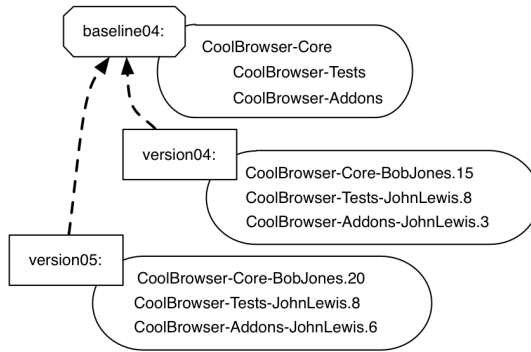 baseline04:
CoolBrowser-Core
CoolBrowser-Tests
CoolBrowser-Addons
version04:
CoolBrowser-Core-BobJones.15
CoolBrowser-Tests-JohnLewis.8
CoolBrowser-Addons-JohnLewis.3
version05:
CoolBrowser-Core-BobJones.20
CoolBrowser-Tests-JohnLewis.8
CoolBrowser-Addons-JohnLewis.6